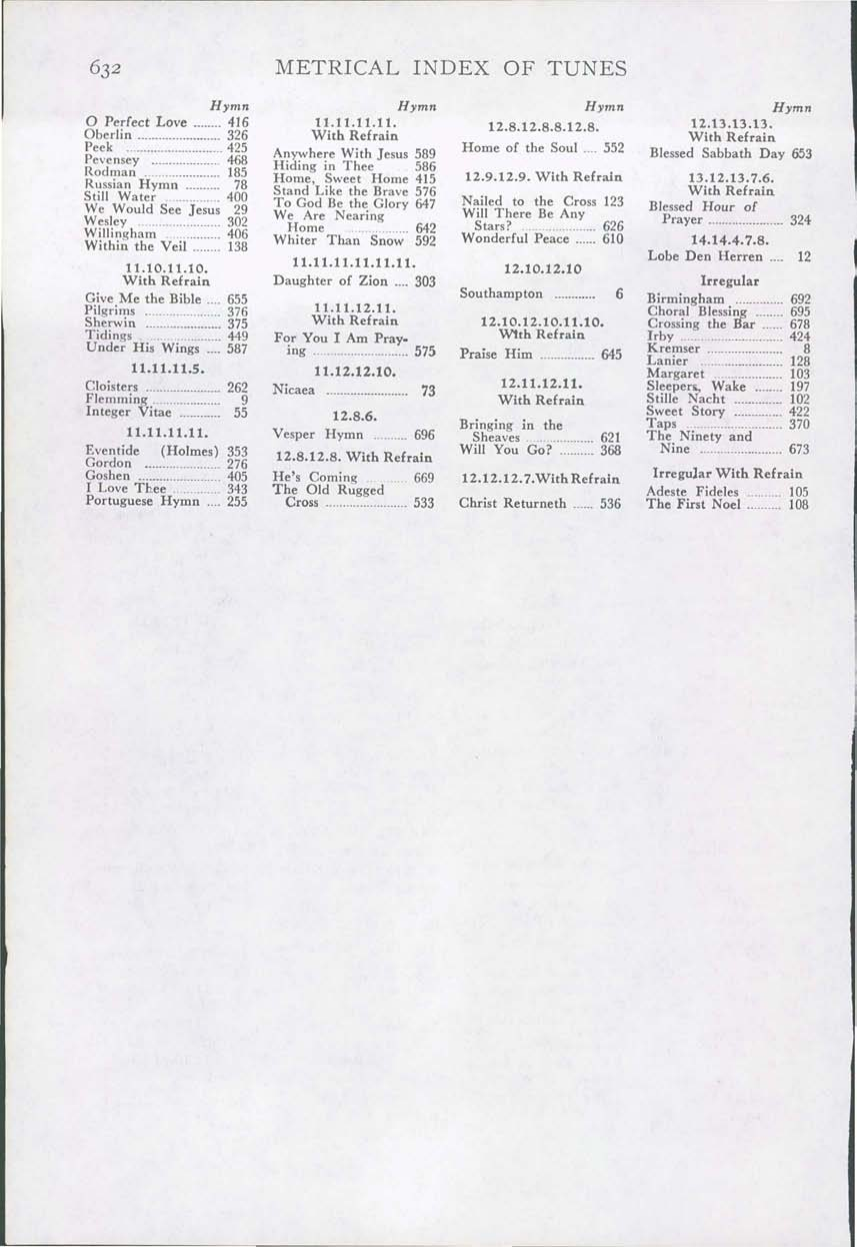 632
METRICAL INDEX OF TUNES
Hymn
O Perfect Love ........ 416
Oberlin ........................ 326
Peek ............................ 425
Pevensey .................... 468
Rodman ...................... 185
Russian Hymn .......... 78
Still Water ................ 400
We Would See Jesus 29
Wesley ........................ 302
Willingham ................ 406
Within the Veil ........ 138
11.10.11.10.
With Refrain
Give Me the Bible .... 655
Pilgrims ...................... 376
Sherwin ...................... 375
Tidings ........................ 449
Under His Wings .... 587
11.11.11.5.
Cloisters ...................... 262
Flemming .................... 9
Integer Vitae ............ 55
11.11.11.11.
Eventide (Holmes) 353
Gordon ...................... 276
Goshen ........................ 405
I Love Thee .............. 343
Portuguese Hymn .... 255
Hymn
11.11.11.11.
With Refrain
Anywhere With Jesus 589
Hiding in Thee 586
Home, Sweet Home 415
Stand Like the Brave 576
To God Be the Glory 647
We Are Nearing
Home .................. 642
Whiter Than Snow 592
11.11.11.11.11.11.
Daughter of Zion .... 303
11.11.12.11.
With Refrain
For You I Am Pray-
ing ............................ 575
11.12.12.10.
Nicaea ........................ 73
12.8.6.
Vesper Hymn .......... 696
12.8.12.8. With Refrain
He's Coming .......... 669
The Old Rugged
Cross ........................ 533
Hymn
12.8.12.8.8.12.8.
Home of the Soul .... 552
12.9.12.9. With Refrain
Nailed to the Cross 123
Will There Be Any
Stars? ...................... 626
Wonderful Peace ...... 610
12.10.12.10
Southampton ............ 6
12.10.12.10.11.10.
With Refrain
Praise Him ................ 645
12.11.12.11.
With Refrain
Bringing in the
Sheaves .................... 621
Will You Go? .......... 368
12.12.12.7.With Refrain
Christ Returneth ...... 536
Hymn
12.13.13.13.
With Refrain
Blessed Sabbath Day 653
13.12.13.7.6.
With Refrain
Blessed Hour of
Prayer ...................... 324
14.14.4.7.8.
Lobe Den Herren .... 12
Irregular
Birmingham .............. 692
Choral Blessing ........ 695
Crossing the Bar ...... 678
Irby .............................. 424
Kremser ...................... 8
Lanier .......................... 128
Margaret .................... 103
Sleepers, Wake ........ 197
Stille Nacht .............. 102
Sweet Story .............. 422
Taps ............................ 370
The Ninety and
Nine ........................ 673
Irregular With Refrain
Adeste Fideles .......... 105
The First Noel .......... 108